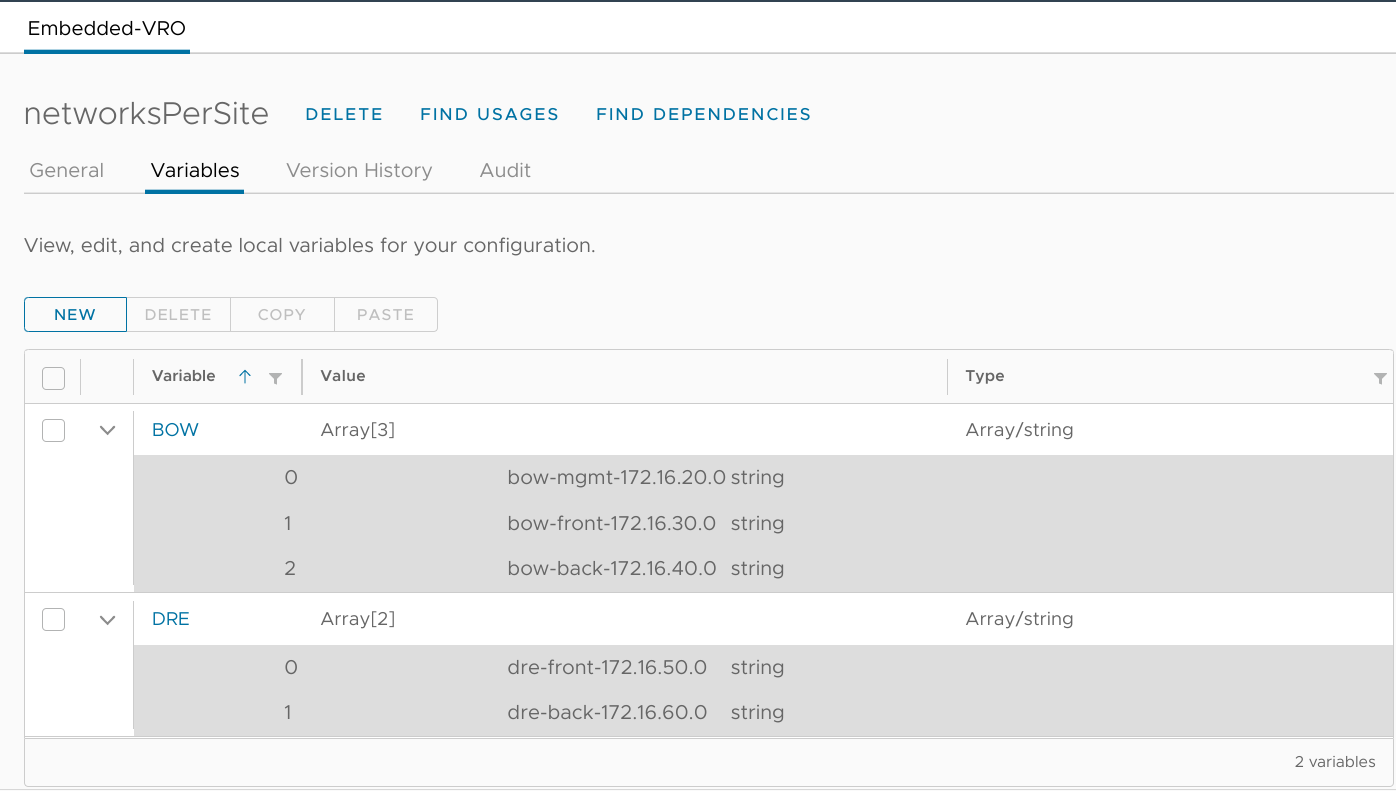 Embedded-VRO
networksPerSite DELETE FIND USAGES FIND DEPENDENCIES
General Variables Version History Audit
View, edit, and create local variables for your configuration.
NEW DELETE COPY PASTE
Variable Value Type
BOW Array[3] Array/string
0 bow-mgmt-172.16.20.0 string
1 bow-front-172.16.30.0 string
2 bow-back-172.16.40.0 string
DRE Array[2] Array/string
0 dre-front-172.16.50.0 string
1 dre-back-172.16.60.0 string
2 variables